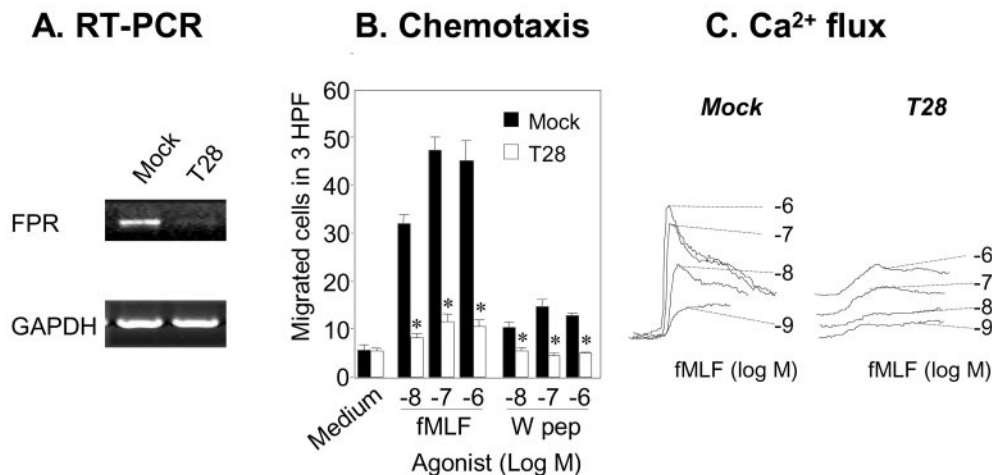 A. RT-PCR
Mock
T28
FPR
GAPDH
B. Chemotaxis
Migrated cells in 3 HPF
60
50
40
30
20
10
0
Mock
T28
* * * * * *
Medium
-8 -7 -6 -8 -7 -6
fMLF W pep
Agonist (Log M)
C. Ca²⁺ flux
Mock
-6
-7
-8
-9
fMLF (log M)
T28
-6
-7
-8
-9
fMLF (log M)